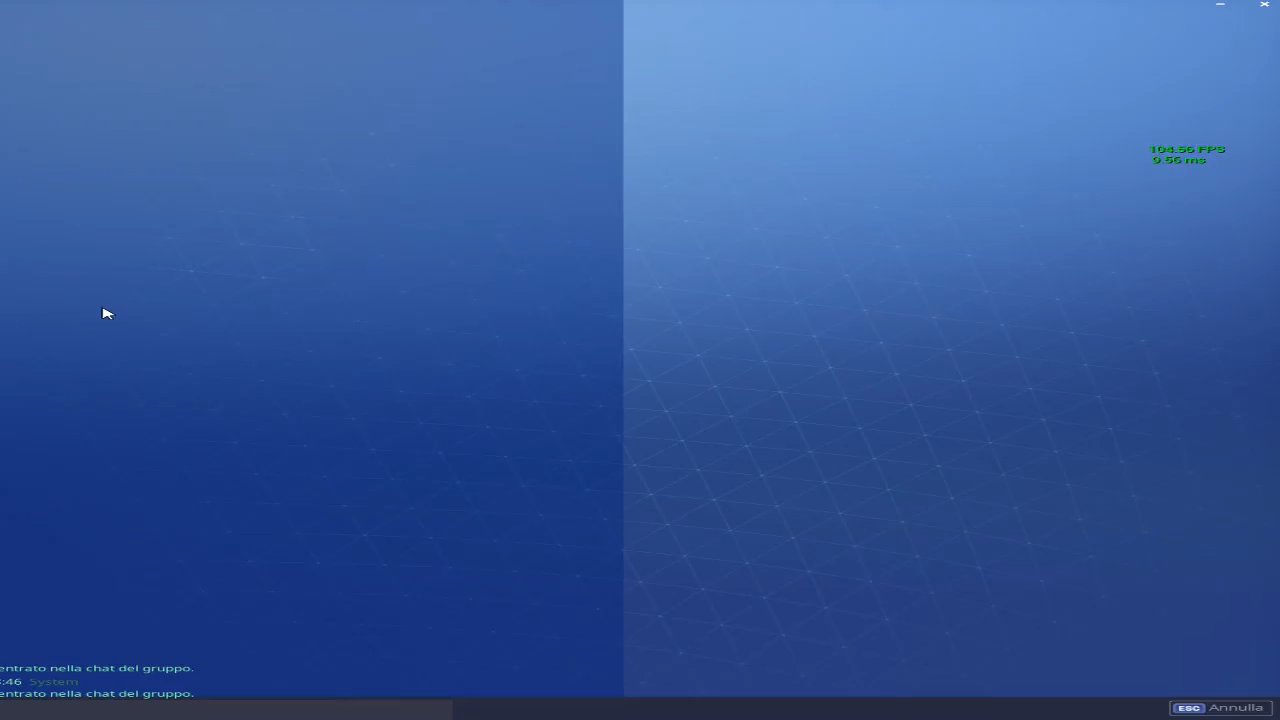 104.56 FPS
9.56 ms
entrato nella chat del gruppo.
:46 System
entrato nella chat del gruppo.
ESC Annulla